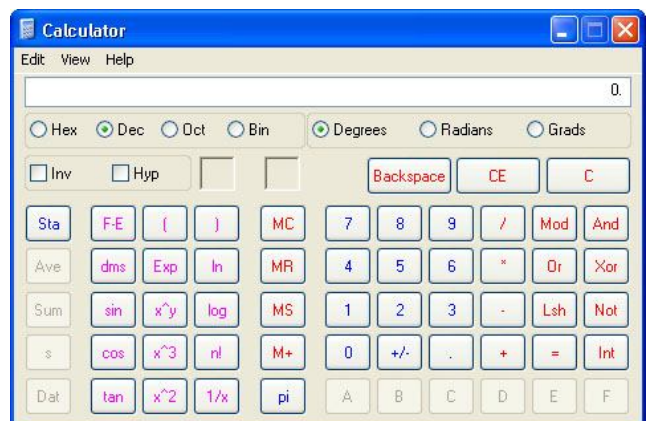 Calculator
Edit View Help
0.
Hex Dec Oct Bin Degrees Radians Grads
Inv Hyp Backspace CE C
Sta F-E ( ) MC 7 8 9 / Mod And
Ave dms Exp ln MR 4 5 6 * Or Xor
Sum sin x^y log MS 1 2 3 - Lsh Not
s cos x^3 n! M+ 0 +/- . + = Int
Dat tan x^2 1/x pi A B C D E F